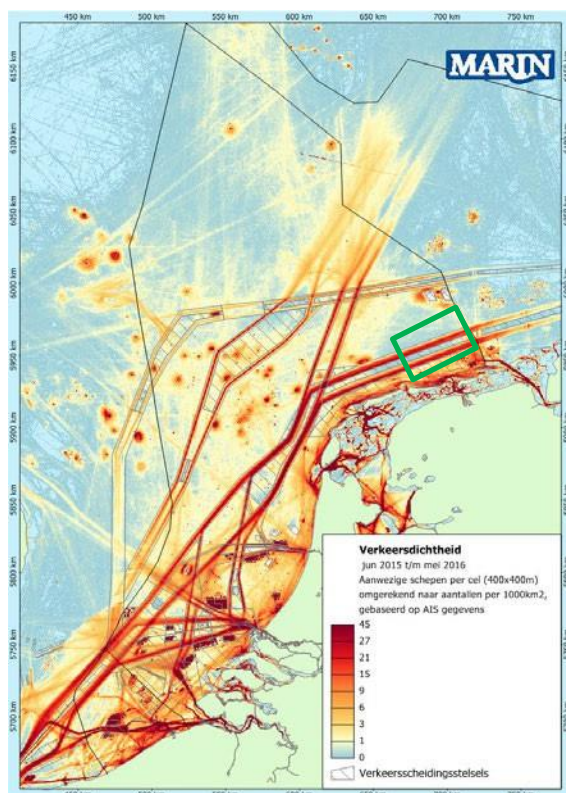 450 km 500 km 550 km 600 km 650 km 700 km 750 km
MARIN
6150 km
6100 km
6050 km
6000 km
5950 km
5900 km
5850 km
5800 km
5750 km
5700 km
Verkeersdichtheid
jun 2015 t/m mei 2016
Aanwezige schepen per cel (400x400m)
omgerekend naar aantallen per 1000km2,
gebaseerd op AIS gegevens
45
27
21
15
9
6
3
1
0
Verkeersscheidingsstelsels